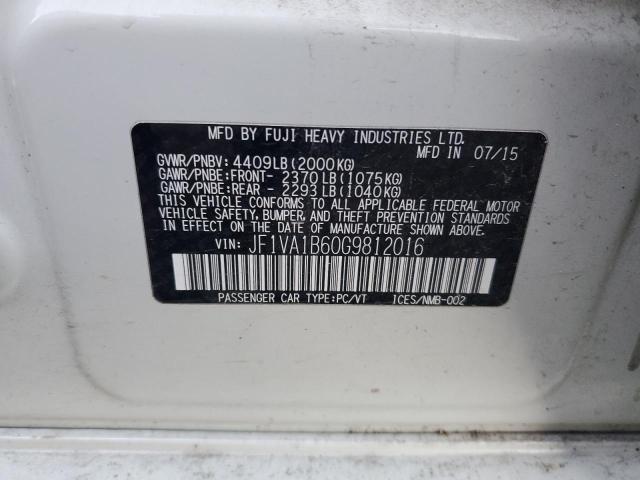 MFD BY FUJI HEAVY INDUSTRIES LTD.
MFD IN 07/15
GVWR/PNBV: 4409LB(2000KG)
GAWR/PNBE:FRONT- 2370LB(1075KG)
GAWR/PNBE:REAR - 2293LB(1040KG)
THIS VEHICLE CONFORMS TO ALL APPLICABLE FEDERAL MOTOR
VEHICLE SAFETY, BUMPER, AND THEFT PREVENTION STANDARDS
IN EFFECT ON THE DATE OF MANUFACTURE SHOWN ABOVE.
VIN: JF1VA1B60G9812016
PASSENGER CAR TYPE:PC/VT ICES/NMB-002